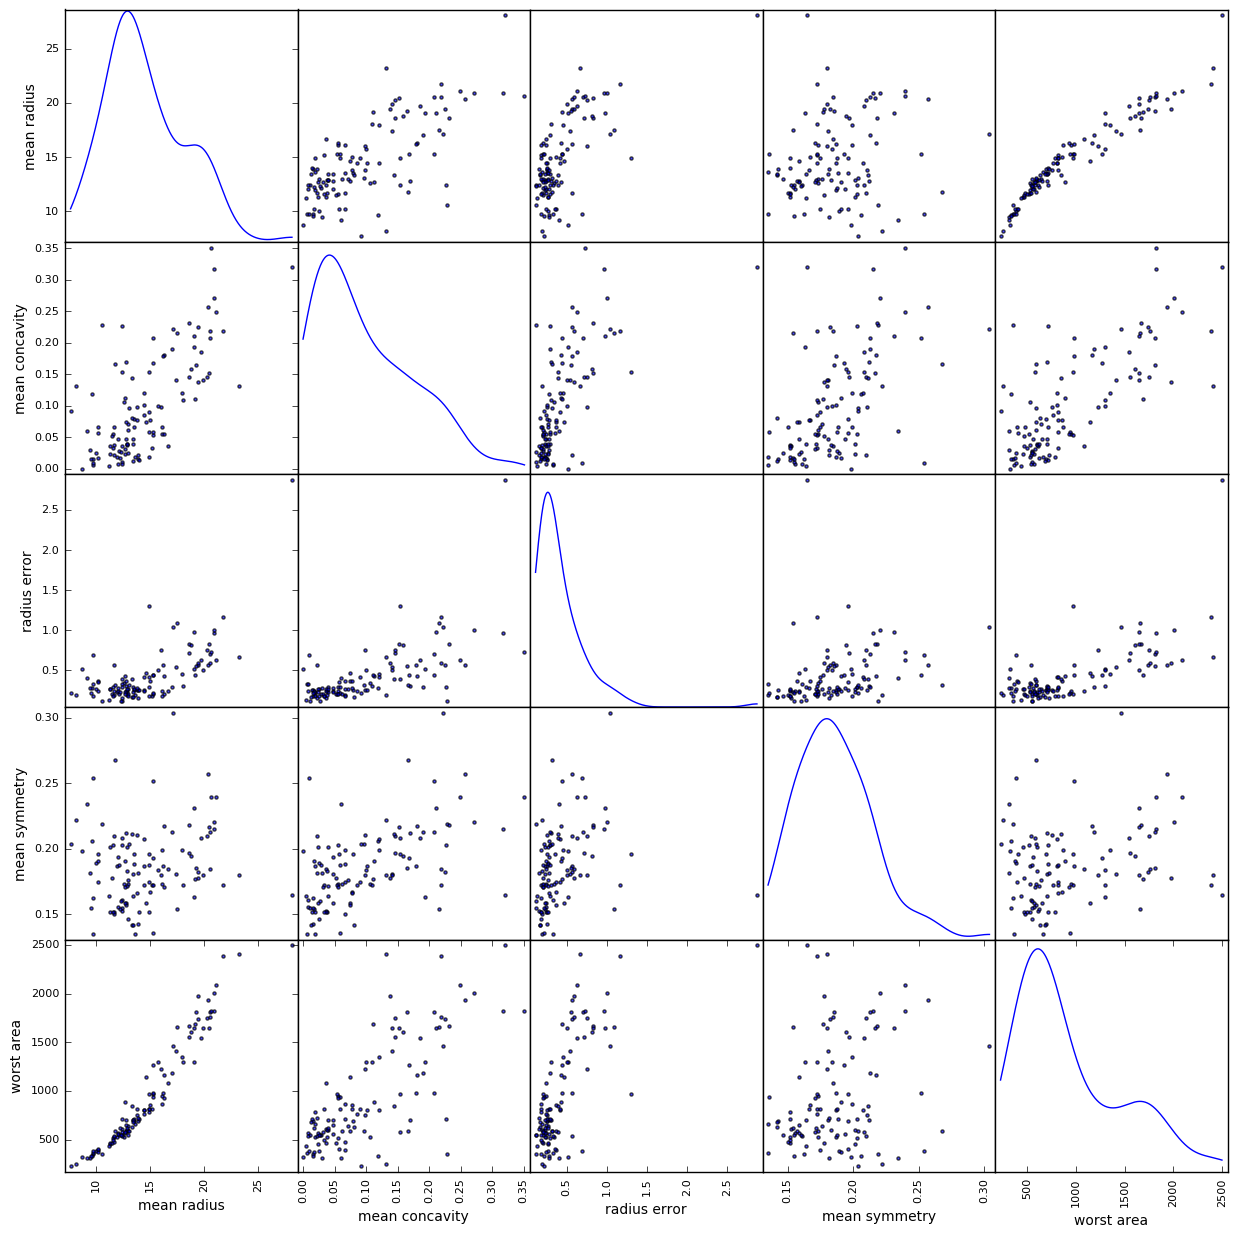 mean radius
25
20
15
10
mean concavity
0.35
0.30
0.25
0.20
0.15
0.10
0.05
0.00
radius error
2.5
2.0
1.5
1.0
0.5
mean symmetry
0.30
0.25
0.20
0.15
worst area
2500
2000
1500
1000
500
10 15 20 25
0.00 0.05 0.10 0.15 0.20 0.25 0.30 0.35
0.5 1.0 1.5 2.0 2.5
0.15 0.20 0.25 0.30
500 1000 1500 2000 2500
mean radius
mean concavity
radius error
mean symmetry
worst area